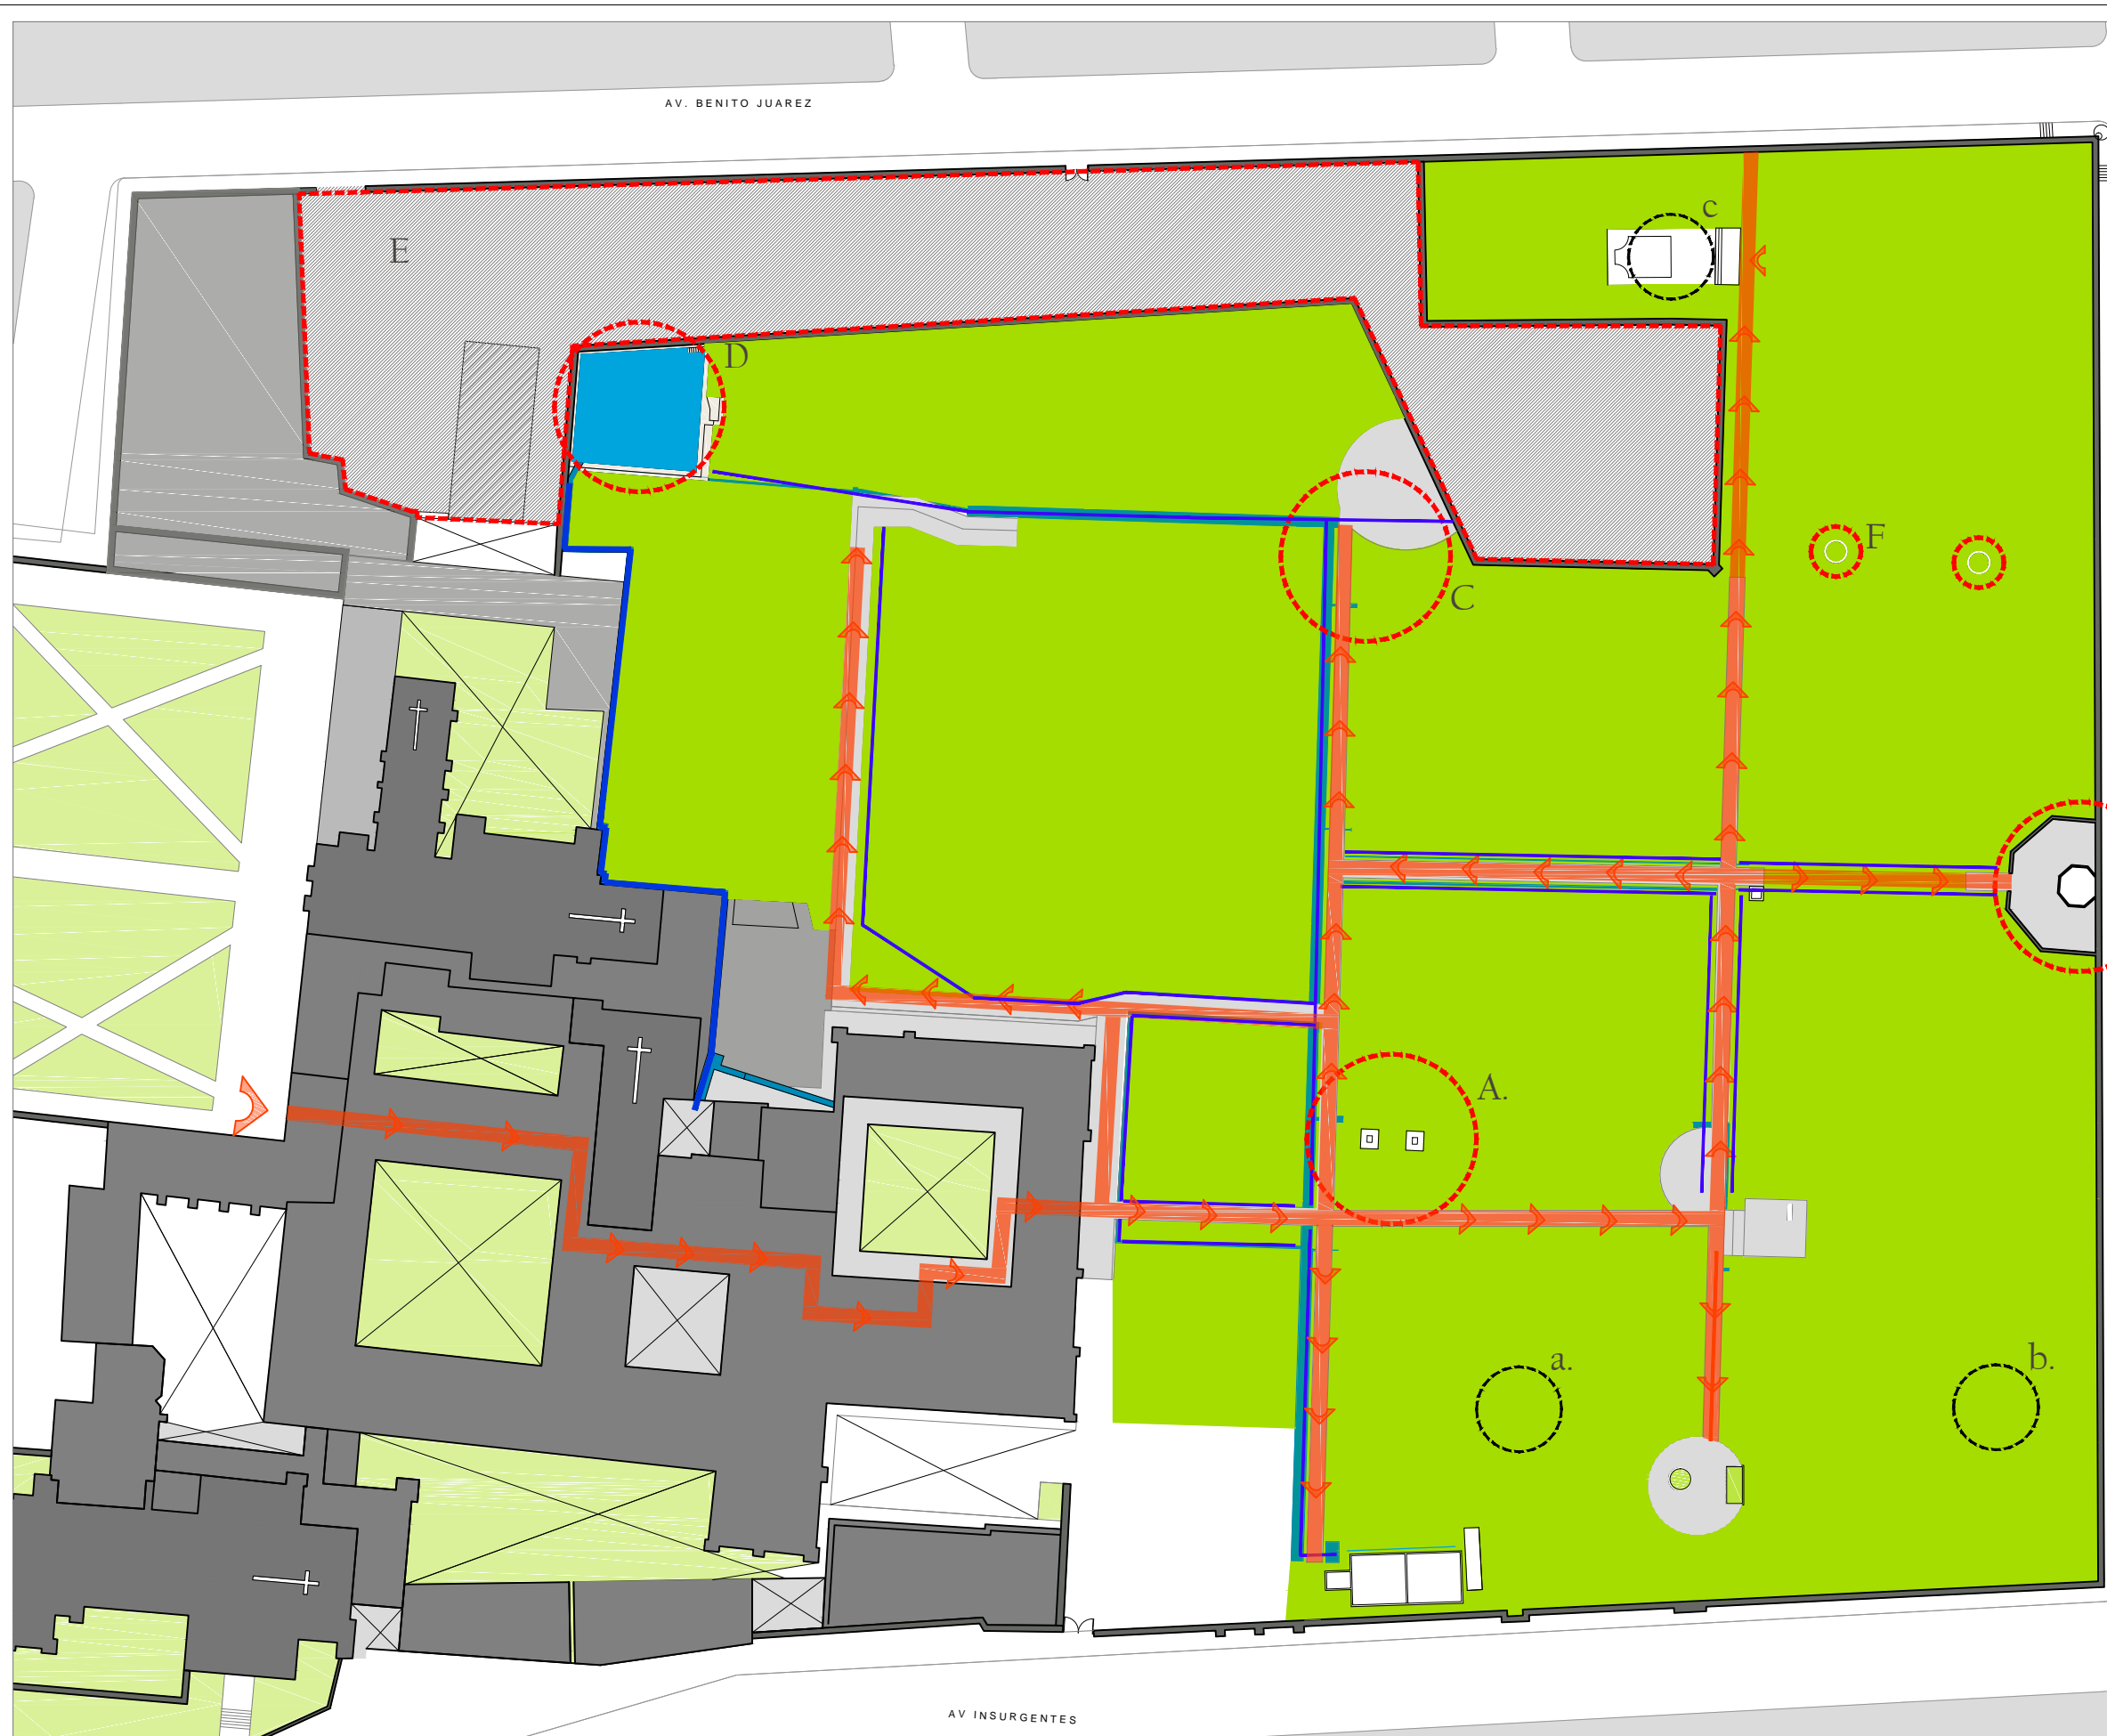 AV. BENITO JUAREZ
c
E
D
F
C
A.
a.
b.
AV INSURGENTES